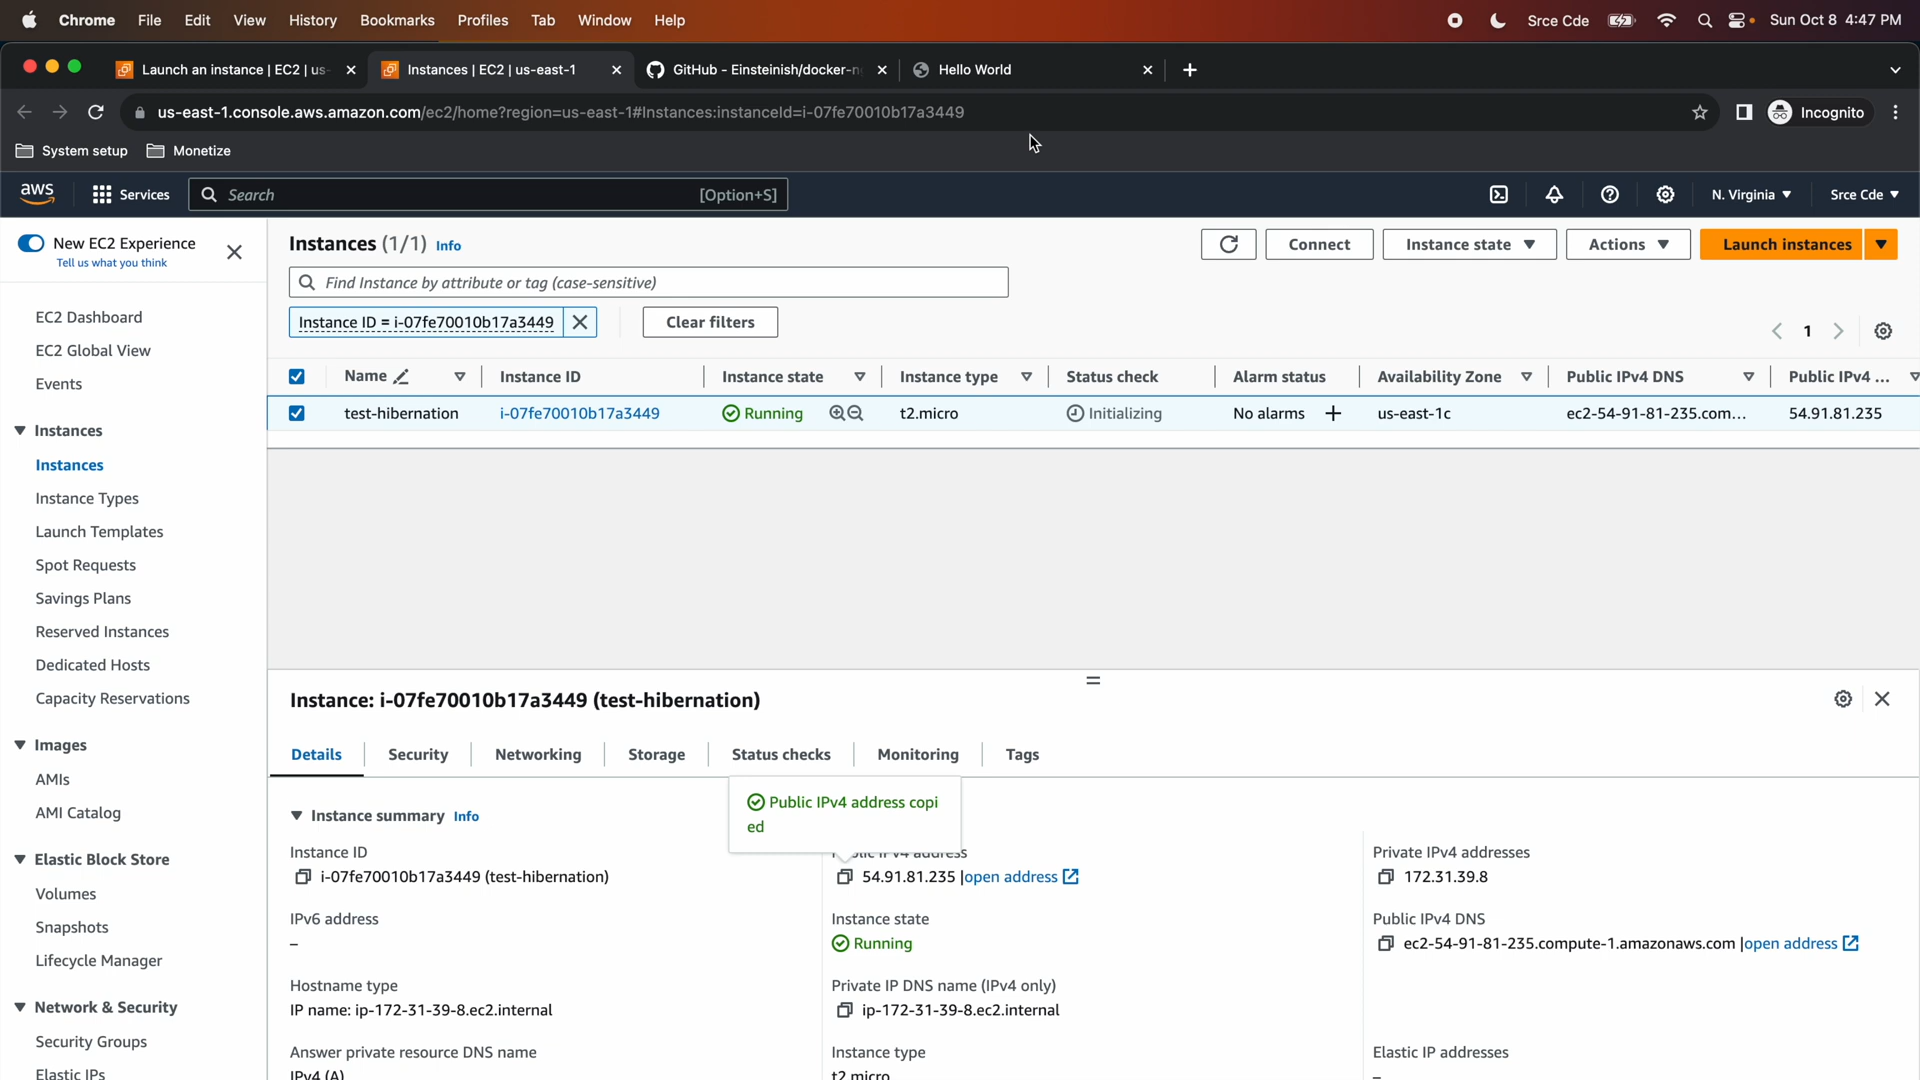 Chrome File Edit View History Bookmarks Profiles Tab Window Help Srce Cde Sun Oct 8 4:47 PM
Launch an instance | EC2 | us- Instances | EC2 | us-east-1 GitHub - Einsteinish/docker-n Hello World
us-east-1.console.aws.amazon.com/ec2/home?region=us-east-1#Instances:instanceId=i-07fe70010b17a3449 Incognito
System setup Monetize
aws Services Search [Option+S] N. Virginia Srce Cde
New EC2 Experience
Tell us what you think
Instances (1/1) Info Connect Instance state Actions Launch instances
Find Instance by attribute or tag (case-sensitive)
Instance ID = i-07fe70010b17a3449 Clear filters 1
Name Instance ID Instance state Instance type Status check Alarm status Availability Zone Public IPv4 DNS Public IPv4 ...
test-hibernation i-07fe70010b17a3449 Running t2.micro Initializing No alarms us-east-1c ec2-54-91-81-235.com... 54.91.81.235
EC2 Dashboard
EC2 Global View
Events
Instances
Instances
Instance Types
Launch Templates
Spot Requests
Savings Plans
Reserved Instances
Dedicated Hosts
Capacity Reservations
Images
AMIs
AMI Catalog
Elastic Block Store
Volumes
Snapshots
Lifecycle Manager
Network & Security
Security Groups
Elastic IPs
Instance: i-07fe70010b17a3449 (test-hibernation)
Details Security Networking Storage Status checks Monitoring Tags
Public IPv4 address copi
ed
Instance summary Info
Instance ID
i-07fe70010b17a3449 (test-hibernation)
Public IPv4 address
54.91.81.235 |open address
Private IPv4 addresses
172.31.39.8
IPv6 address
–
Instance state
Running
Public IPv4 DNS
ec2-54-91-81-235.compute-1.amazonaws.com |open address
Hostname type
IP name: ip-172-31-39-8.ec2.internal
Private IP DNS name (IPv4 only)
ip-172-31-39-8.ec2.internal
Answer private resource DNS name
IPv4 (A)
Instance type
t2.micro
Elastic IP addresses
–